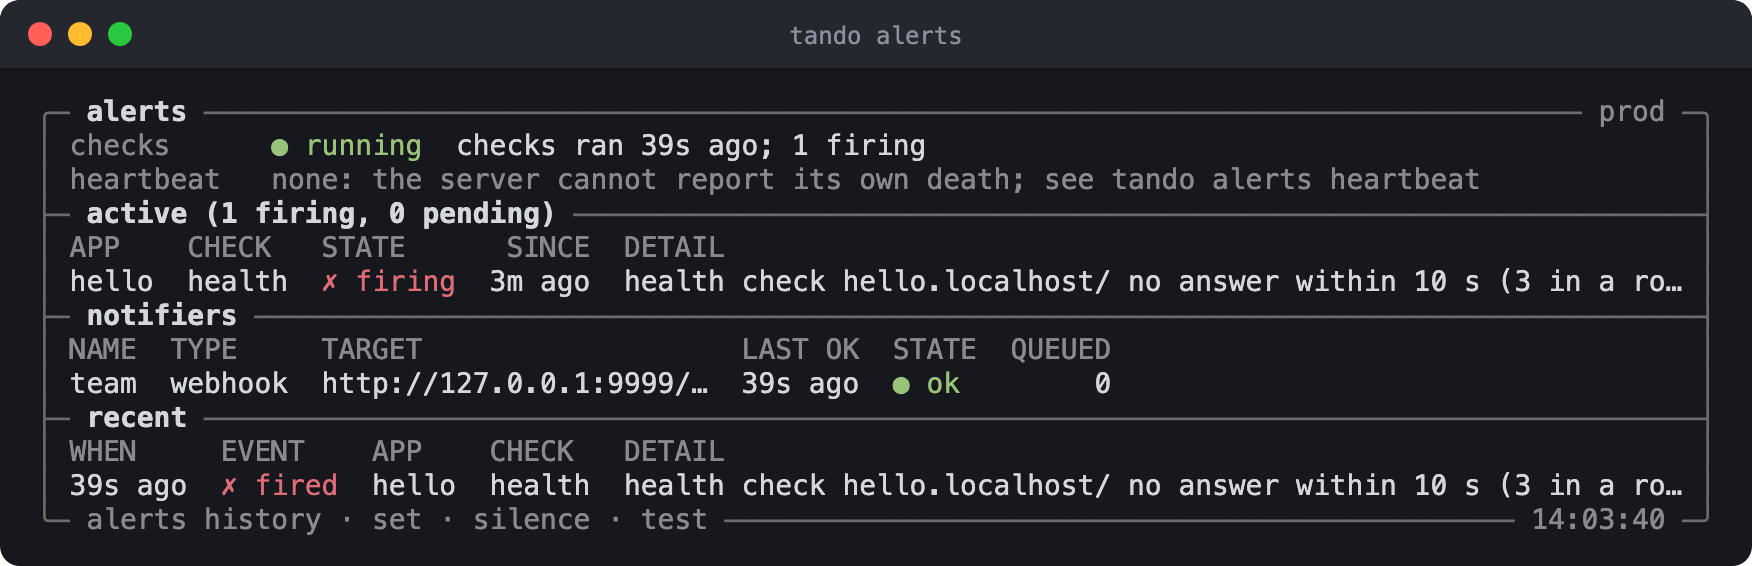 tando alerts
alerts prod
checks ● running checks ran 39s ago; 1 firing
heartbeat none: the server cannot report its own death; see tando alerts heartbeat
active (1 firing, 0 pending)
APP CHECK STATE SINCE DETAIL
hello health ✗ firing 3m ago health check hello.localhost/ no answer within 10 s (3 in a ro…
notifiers
NAME TYPE TARGET LAST OK STATE QUEUED
team webhook http://127.0.0.1:9999/… 39s ago ● ok 0
recent
WHEN EVENT APP CHECK DETAIL
39s ago ✗ fired hello health health check hello.localhost/ no answer within 10 s (3 in a ro…
alerts history · set · silence · test 14:03:40